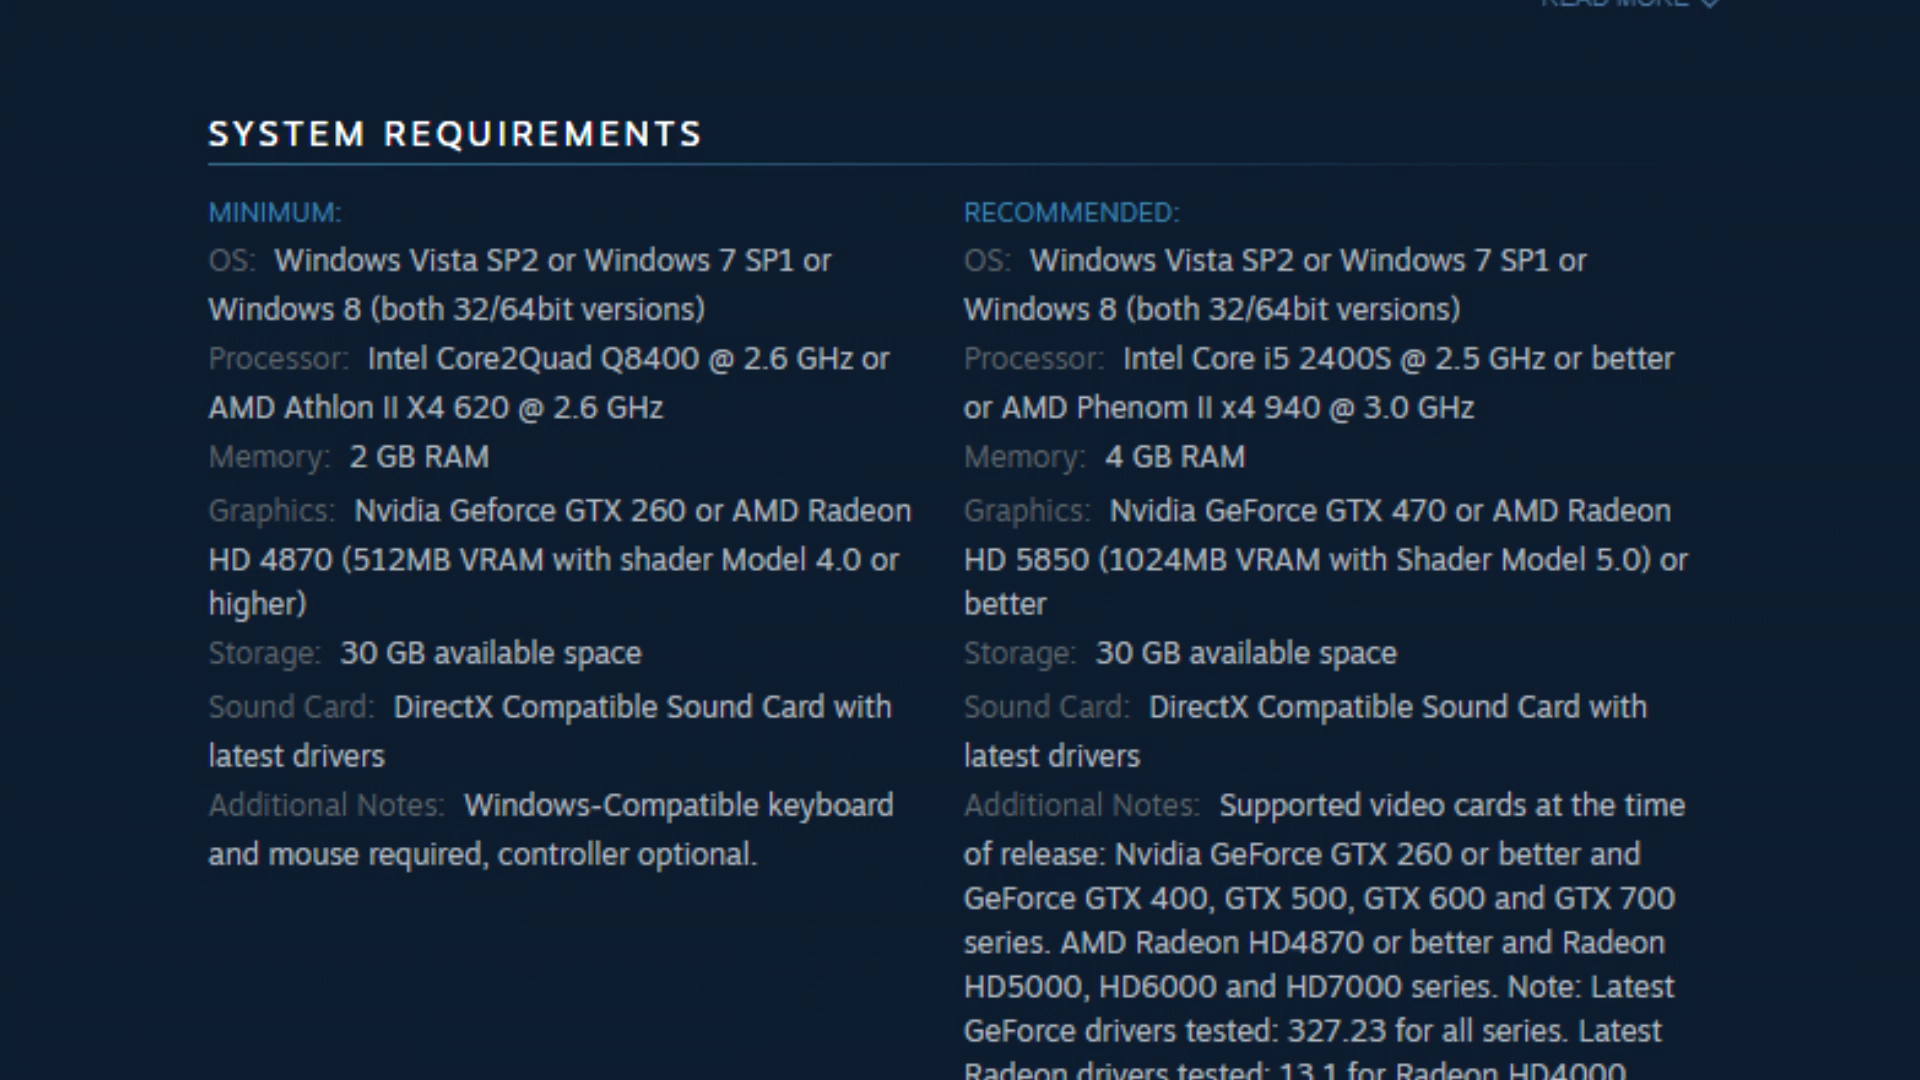 READ MORE
SYSTEM REQUIREMENTS
MINIMUM:
OS: Windows Vista SP2 or Windows 7 SP1 or
Windows 8 (both 32/64bit versions)
Processor: Intel Core2Quad Q8400 @ 2.6 GHz or
AMD Athlon II X4 620 @ 2.6 GHz
Memory: 2 GB RAM
Graphics: Nvidia Geforce GTX 260 or AMD Radeon
HD 4870 (512MB VRAM with shader Model 4.0 or
higher)
Storage: 30 GB available space
Sound Card: DirectX Compatible Sound Card with
latest drivers
Additional Notes: Windows-Compatible keyboard
and mouse required, controller optional.
RECOMMENDED:
OS: Windows Vista SP2 or Windows 7 SP1 or
Windows 8 (both 32/64bit versions)
Processor: Intel Core i5 2400S @ 2.5 GHz or better
or AMD Phenom II x4 940 @ 3.0 GHz
Memory: 4 GB RAM
Graphics: Nvidia GeForce GTX 470 or AMD Radeon
HD 5850 (1024MB VRAM with Shader Model 5.0) or
better
Storage: 30 GB available space
Sound Card: DirectX Compatible Sound Card with
latest drivers
Additional Notes: Supported video cards at the time
of release: Nvidia GeForce GTX 260 or better and
GeForce GTX 400, GTX 500, GTX 600 and GTX 700
series. AMD Radeon HD4870 or better and Radeon
HD5000, HD6000 and HD7000 series. Note: Latest
GeForce drivers tested: 327.23 for all series. Latest
Radeon drivers tested: 13.1 for Radeon HD4000